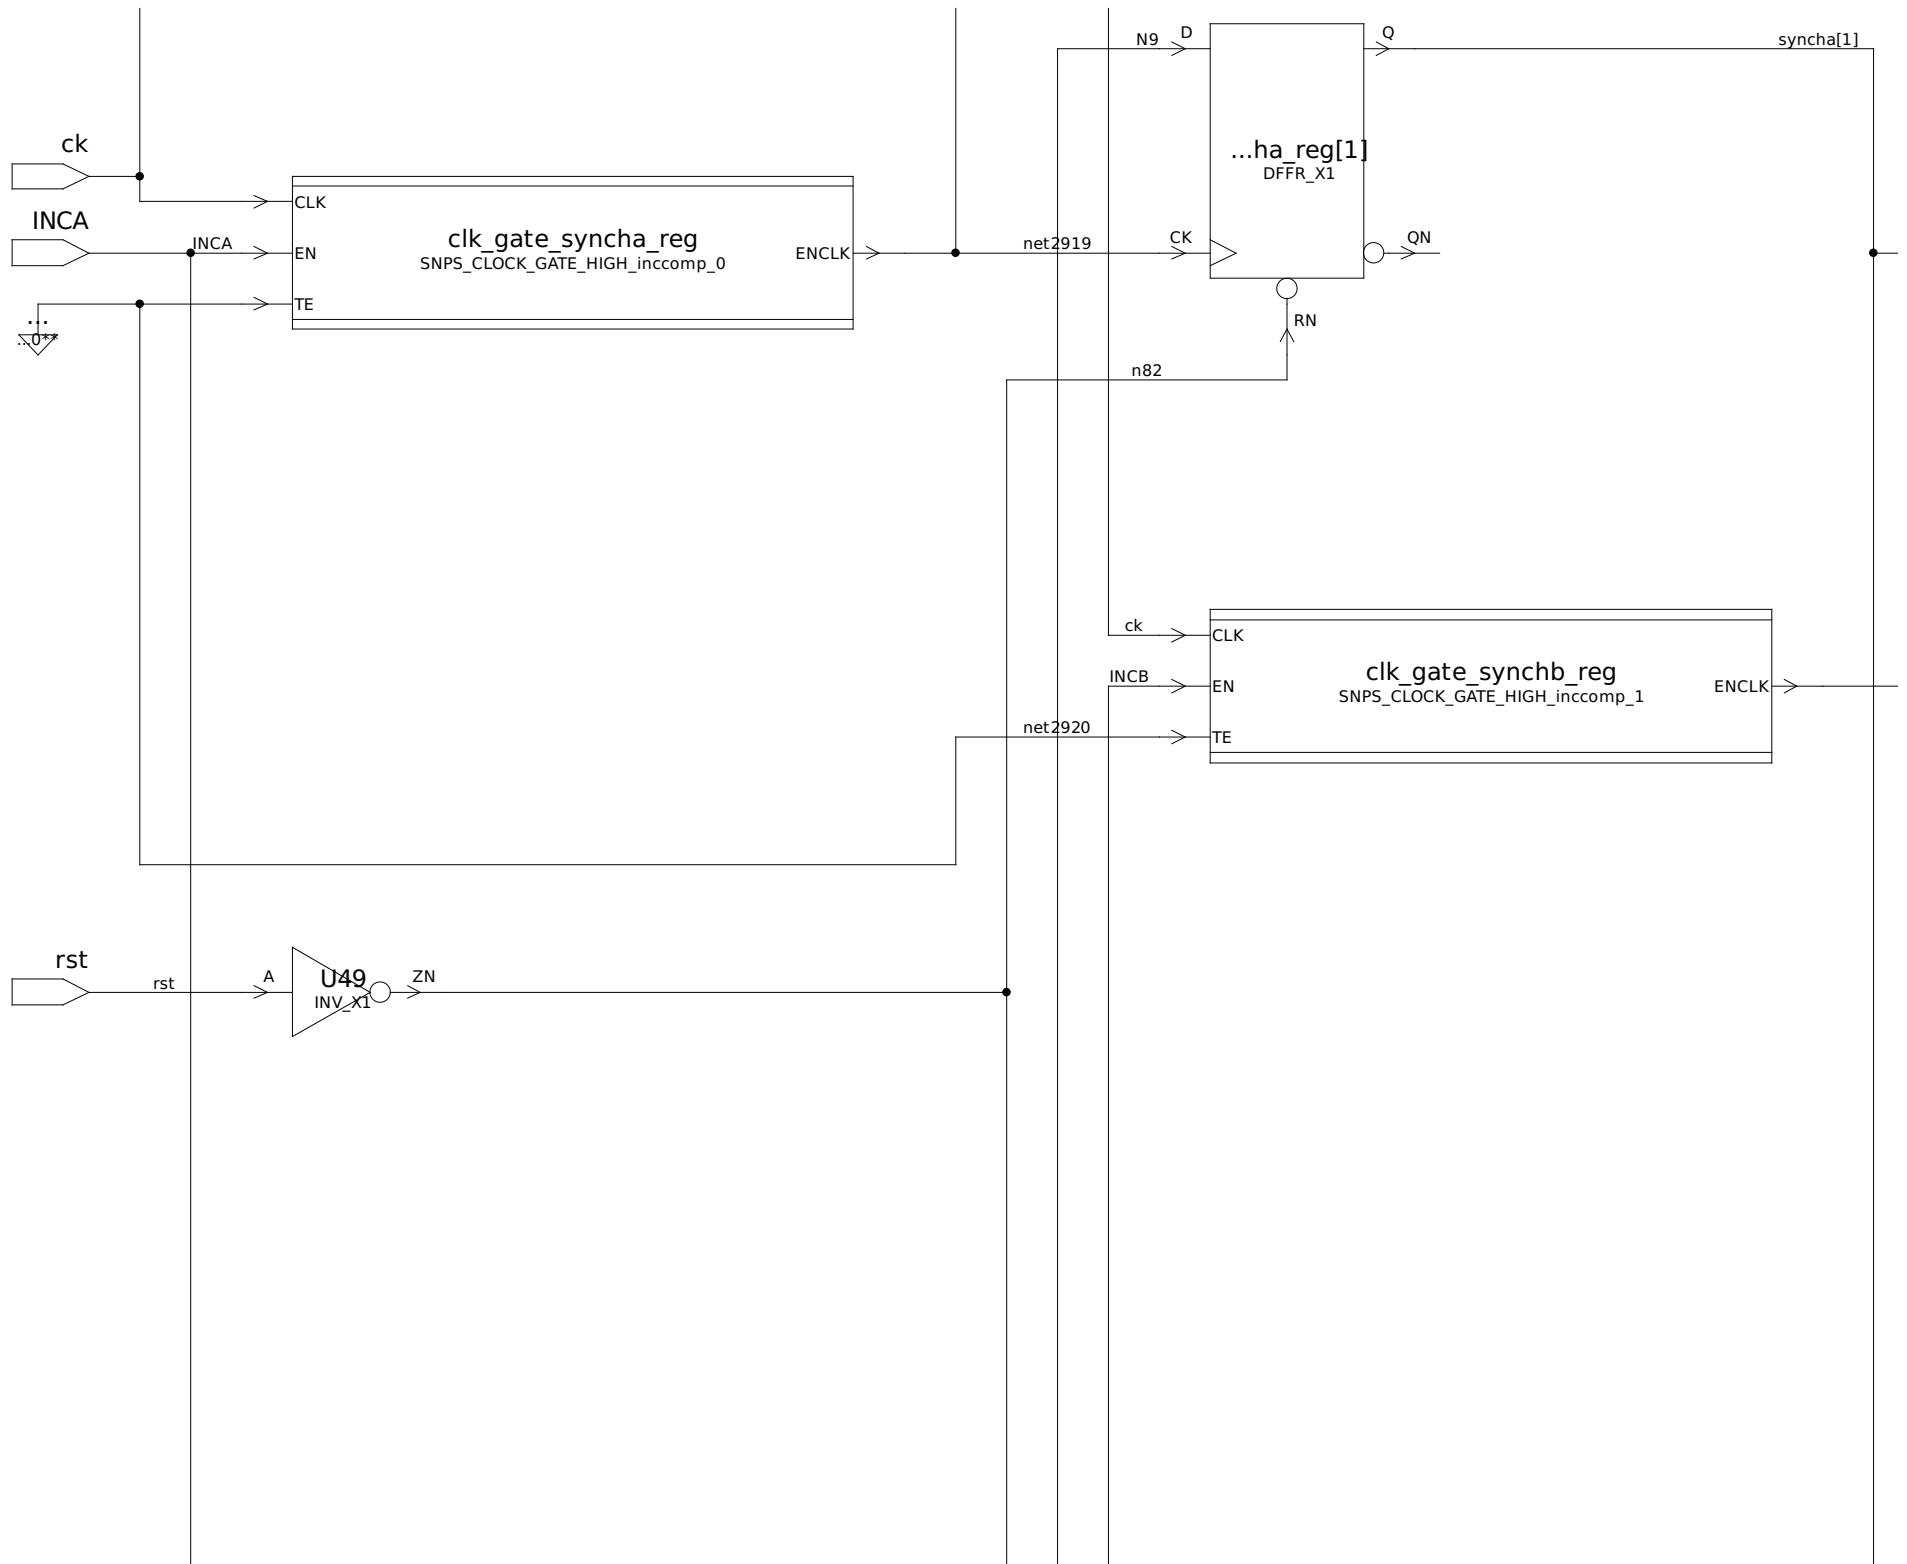 N9
D
Q
syncha[1]
ck
...ha_reg[1]
DFFR_X1
CLK
INCA
INCA
EN
clk_gate_syncha_reg
SNPS_CLOCK_GATE_HIGH_inccomp_0
ENCLK
net2919
CK
QN
TE
...
...0**
RN
n82
ck
CLK
INCB
EN
clk_gate_synchb_reg
SNPS_CLOCK_GATE_HIGH_inccomp_1
ENCLK
net2920
TE
rst
rst
A
U49
INV_X1
ZN